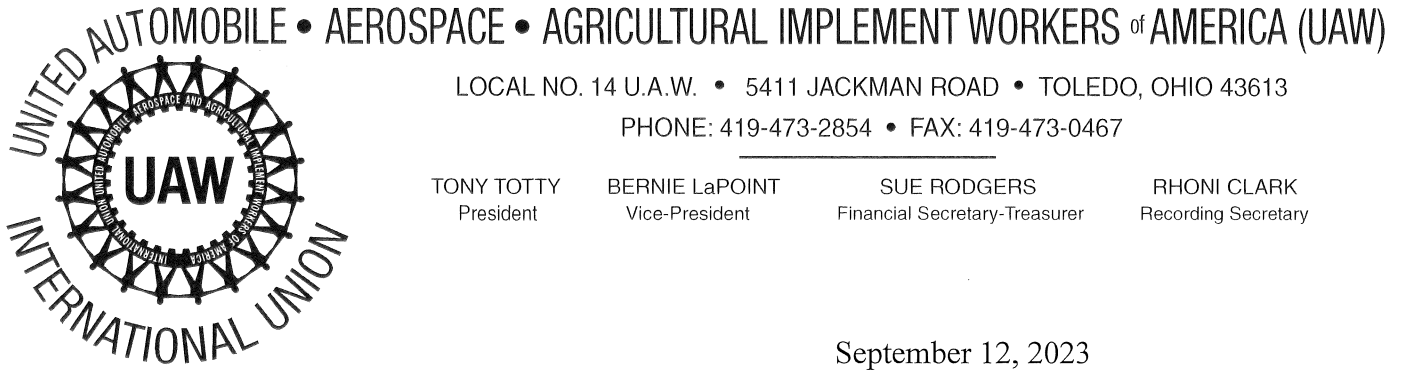 UNITED AUTOMOBILE • AEROSPACE • AGRICULTURAL IMPLEMENT WORKERS of AMERICA (UAW)
LOCAL NO. 14 U.A.W. • 5411 JACKMAN ROAD • TOLEDO, OHIO 43613
PHONE: 419-473-2854 • FAX: 419-473-0467
TONY TOTTY BERNIE LaPOINT SUE RODGERS RHONI CLARK
President Vice-President Financial Secretary-Treasurer Recording Secretary
INTERNATIONAL UNION UNITED AUTOMOBILE AEROSPACE AND AGRICULTURAL IMPLEMENT WORKERS OF AMERICA
UAW
INTERNATIONAL UNION
September 12, 2023